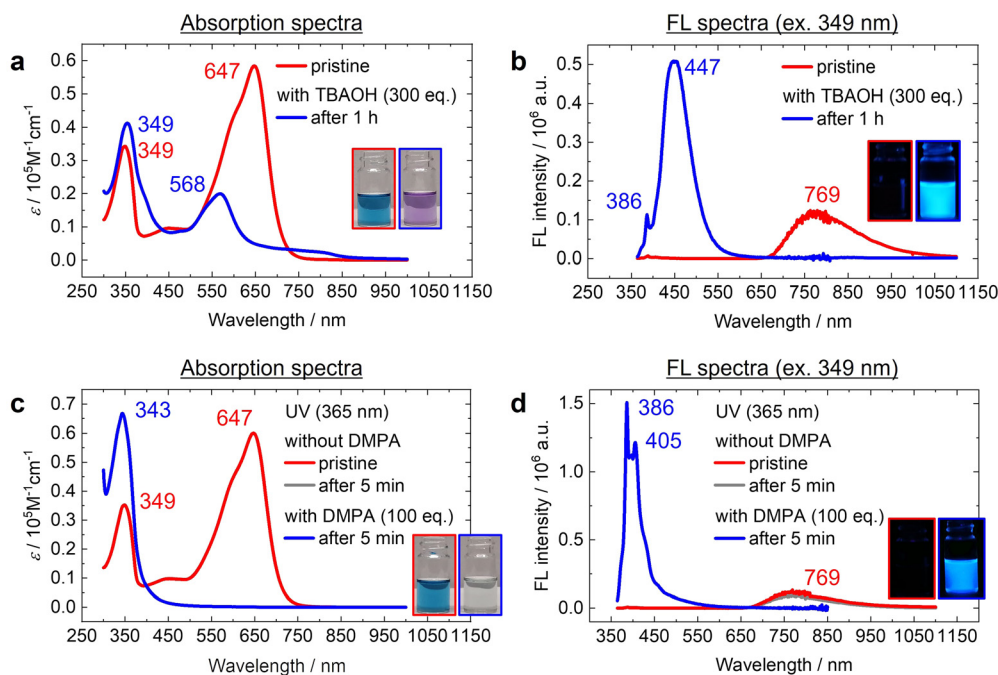 Absorption spectra
a
0.6
0.5
0.4
0.3
0.2
0.1
0.0
ε / 10⁵M⁻¹cm⁻¹
647
349
349
568
pristine
with TBAOH (300 eq.)
after 1 h
250 350 450 550 650 750 850 950 1050 1150
Wavelength / nm
FL spectra (ex. 349 nm)
b
0.5
0.4
0.3
0.2
0.1
0.0
FL intensity / 10⁶ a.u.
447
386
769
pristine
with TBAOH (300 eq.)
after 1 h
350 450 550 650 750 850 950 1050 1150
Wavelength / nm
Absorption spectra
c
0.7
0.6
0.5
0.4
0.3
0.2
0.1
0.0
ε / 10⁵M⁻¹cm⁻¹
343
647
349
UV (365 nm)
without DMPA
pristine
after 5 min
with DMPA (100 eq.)
after 5 min
250 350 450 550 650 750 850 950 1050 1150
Wavelength / nm
FL spectra (ex. 349 nm)
d
1.5
1.2
0.9
0.6
0.3
0.0
FL intensity / 10⁶ a.u.
386
405
769
UV (365 nm)
without DMPA
pristine
after 5 min
with DMPA (100 eq.)
after 5 min
350 450 550 650 750 850 950 1050 1150
Wavelength / nm